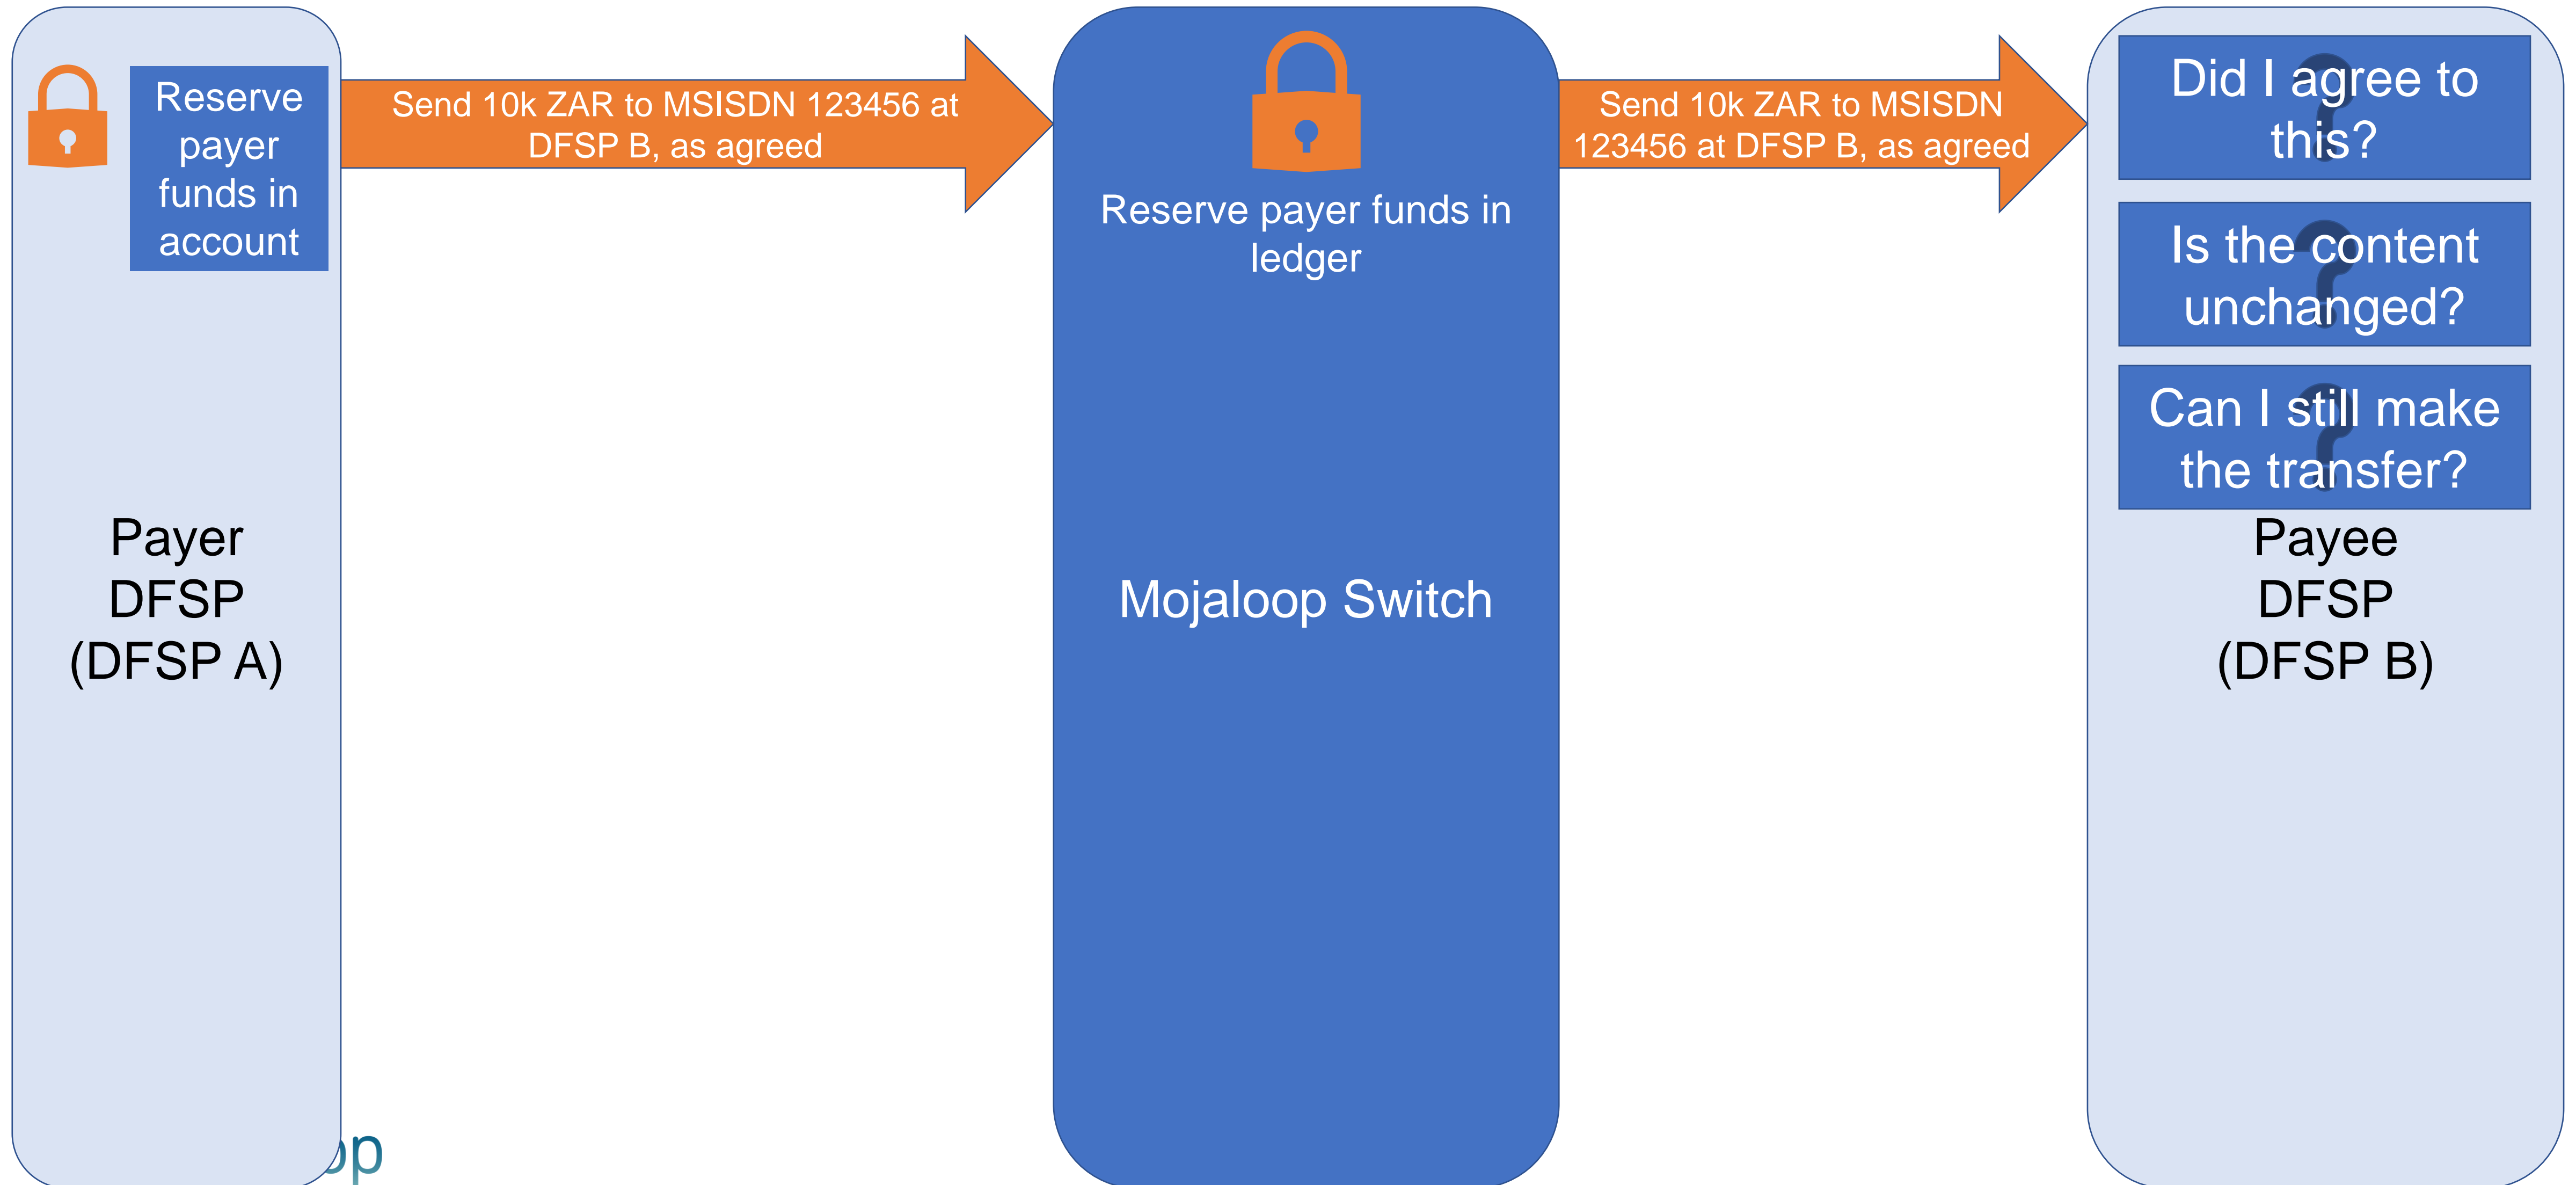 Reserve
payer
funds in
account
Send 10k ZAR to MSISDN 123456 at
DFSP B, as agreed
Reserve payer funds in
ledger
Send 10k ZAR to MSISDN
123456 at DFSP B, as agreed
Did I agree to
this?
Is the content
unchanged?
Can I still make
the transfer?
Payer
DFSP
(DFSP A)
Mojaloop Switch
Payee
DFSP
(DFSP B)